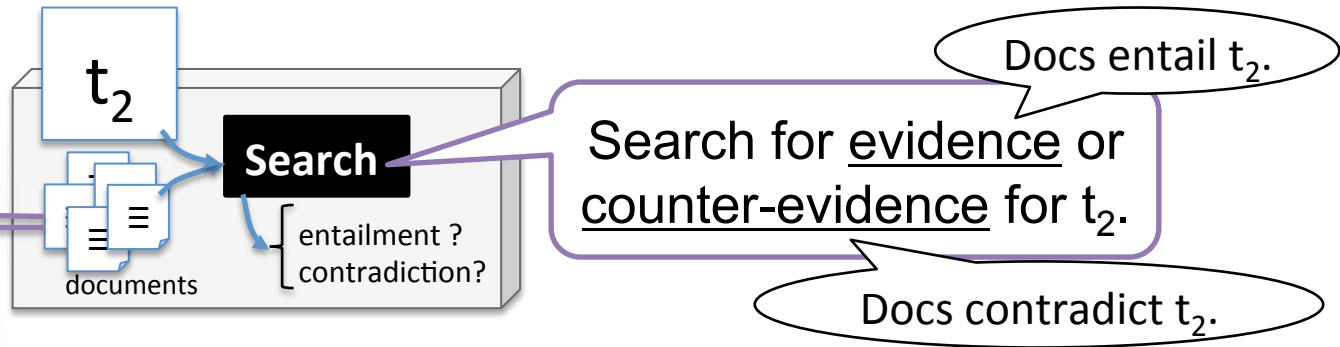 t₂
Search
entailment ?
contradiction?
documents
Docs entail t₂.
Search for evidence or
counter-evidence for t₂.
Docs contradict t₂.